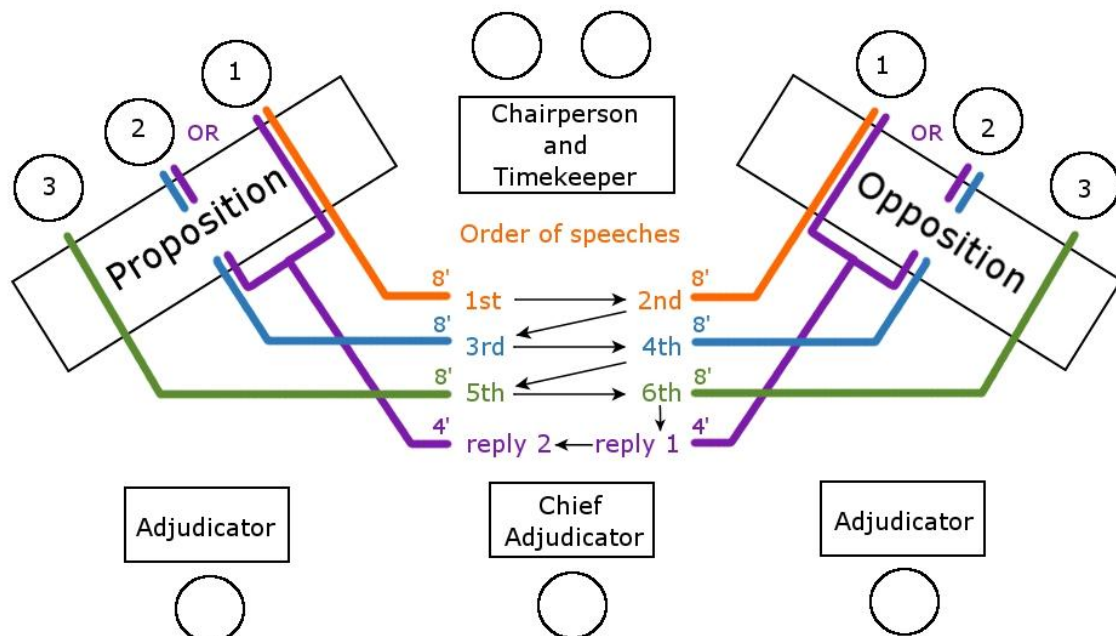 1
1
2
OR
OR
2
3
3
Chairperson
and
Timekeeper
Proposition
Opposition
Order of speeches
8' 1st 2nd 8'
8' 3rd 4th 8'
8' 5th 6th 8'
4' reply 2 reply 1 4'
Adjudicator
Chief
Adjudicator
Adjudicator